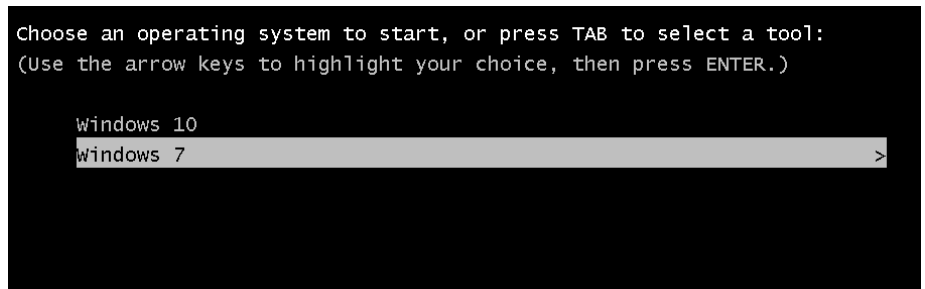 Choose an operating system to start, or press TAB to select a tool:
(Use the arrow keys to highlight your choice, then press ENTER.)
Windows 10
Windows 7 >